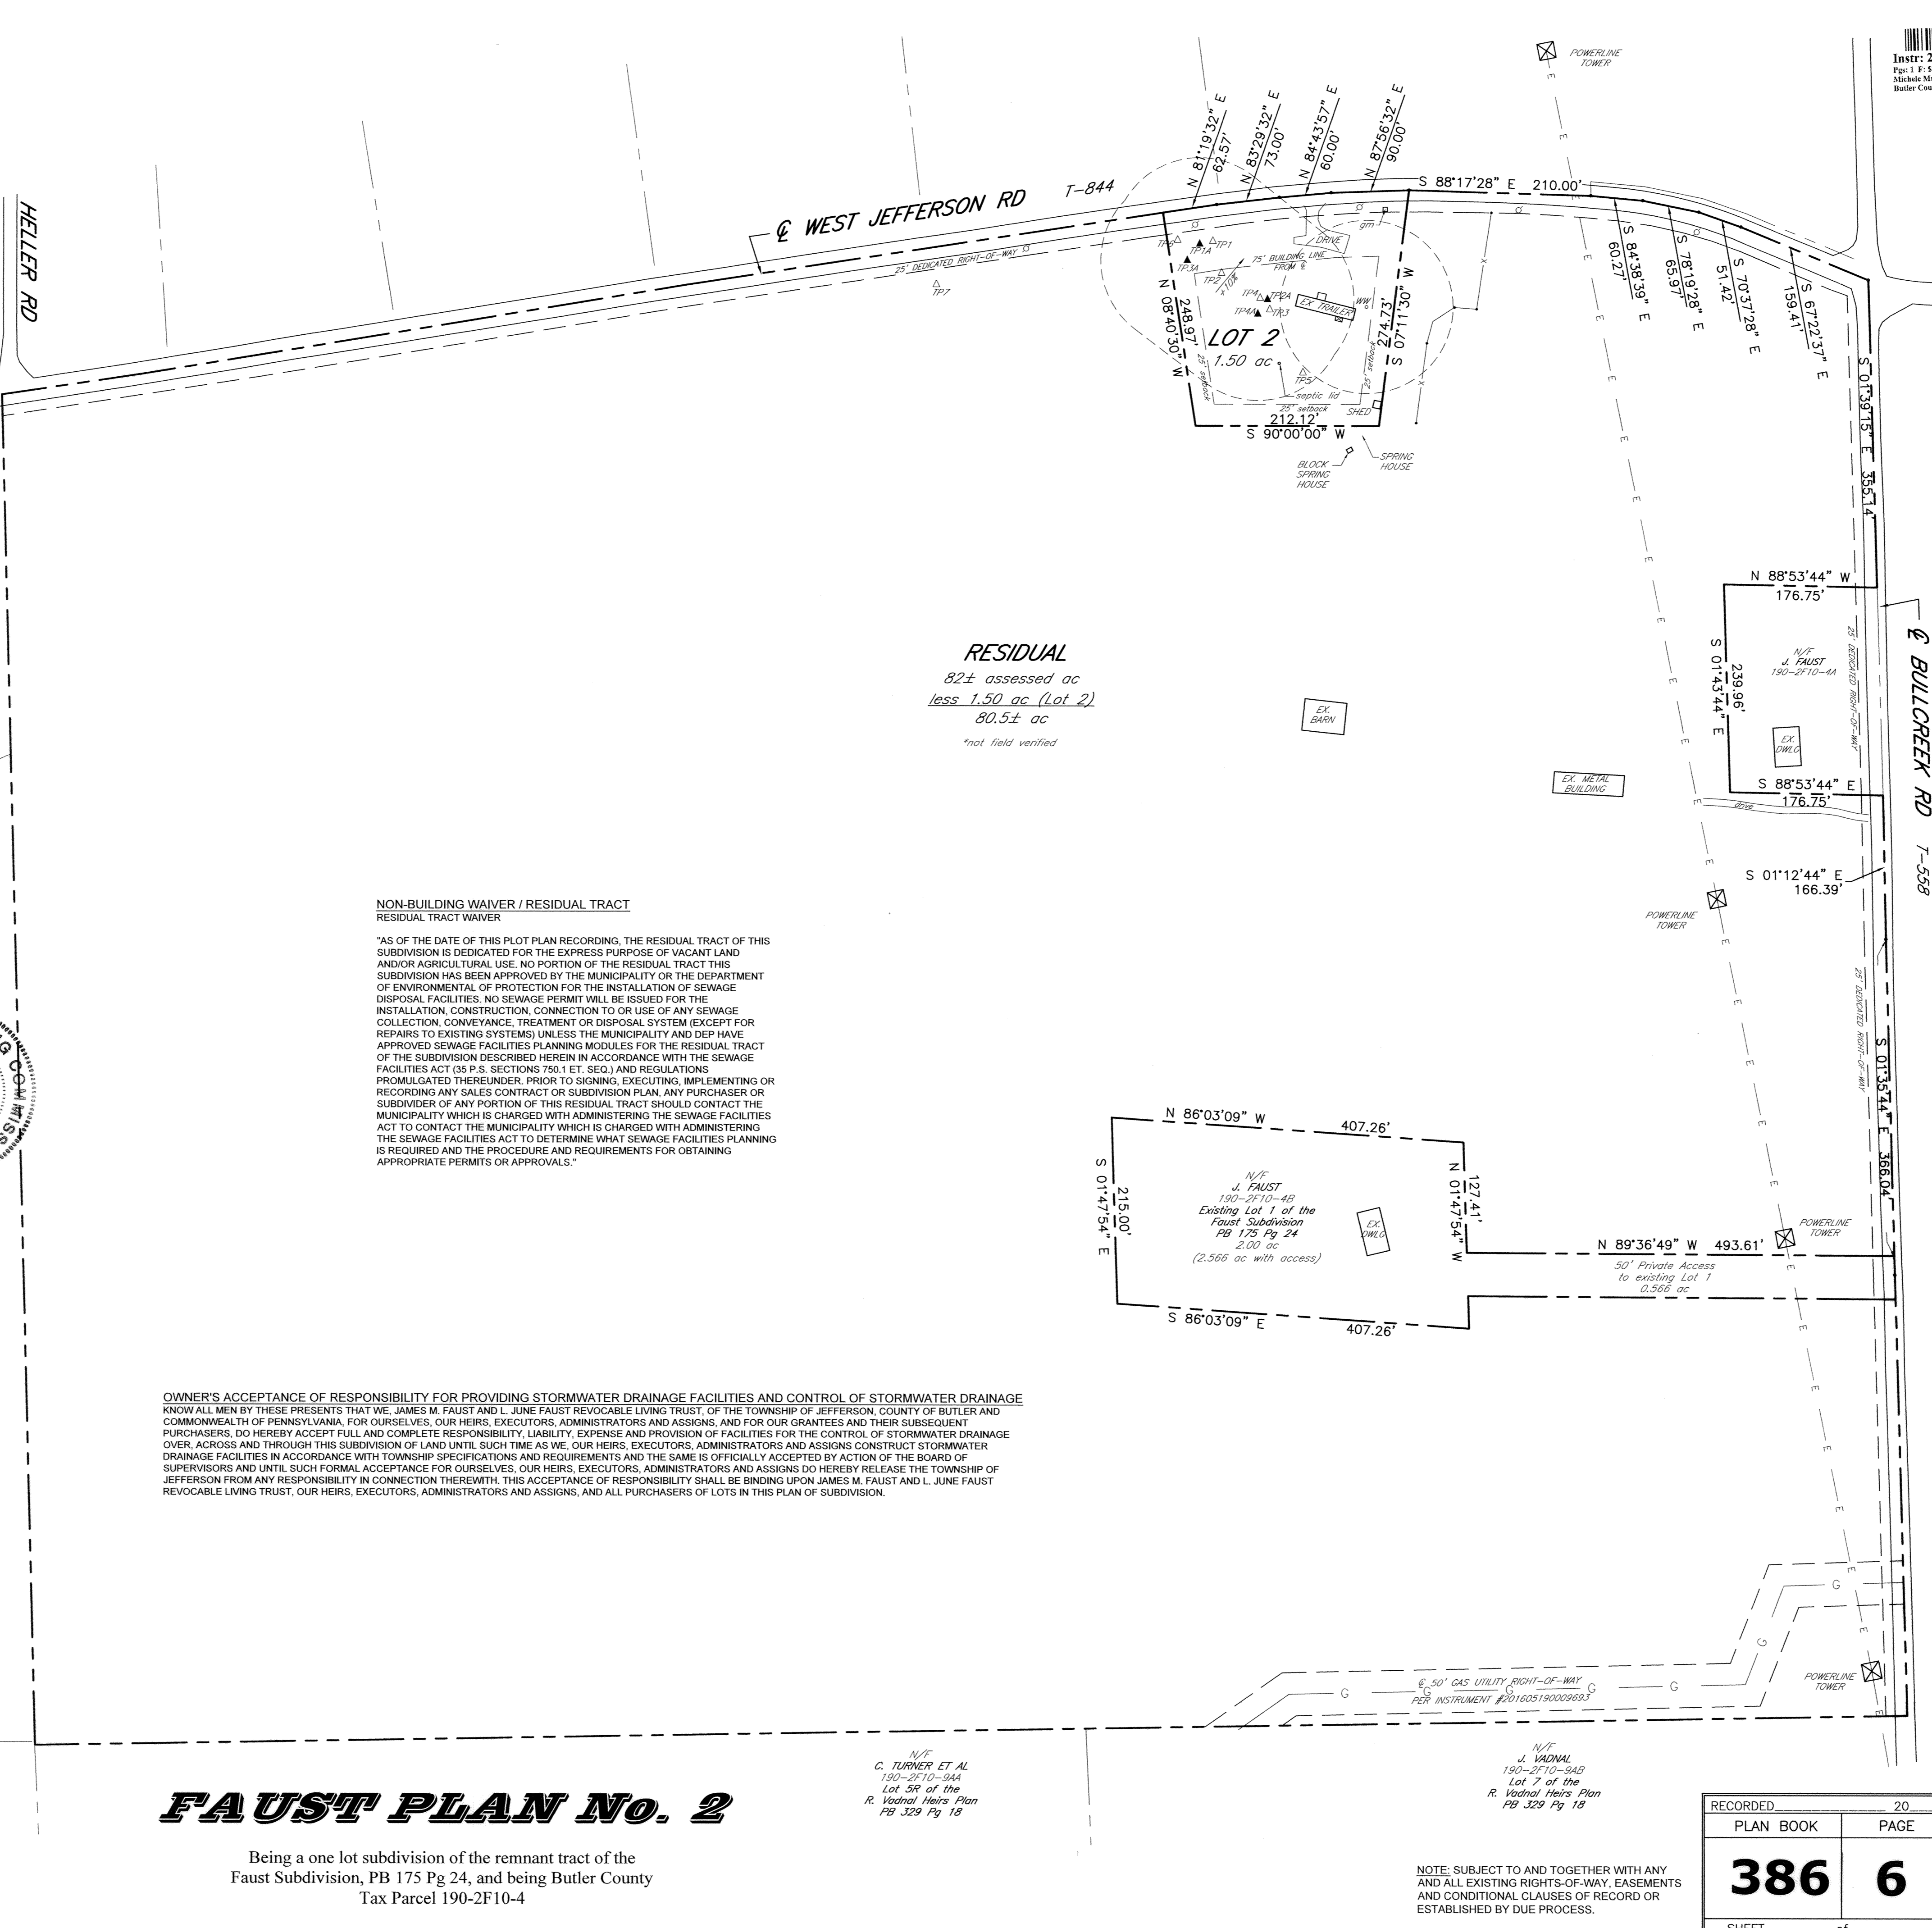 Instr: 2
Pgs: 1 F: $
Michele M
Butler Cou
POWERLINE
TOWER
N 81°19'32" E
62.57'
N 83°29'32" E
73.00'
N 84°43'57" E
60.00'
N 87°56'32" E
90.00'
S 88°17'28" E 210.00'
HELLER RD
℄ WEST JEFFERSON RD T-844
25' DEDICATED RIGHT-OF-WAY
TP7
TP6
TP1A
TP1
TP3A
TP2
±10%
TP4
TP2A
TP4A
TP3
TP5
gm
DRIVE
75' BUILDING LINE
FROM ℄
EX TRAILER
WW
N 08°40'30" W
248.97'
S 07°11'30" W
274.73'
LOT 2
1.50 ac
25' setback
25' setback
septic lid
25' setback
SHED
212.12'
S 90°00'00" W
BLOCK
SPRING
HOUSE
SPRING
HOUSE
S 84°38'39" E
60.27'
S 78°19'28" E
65.97'
S 70°37'28" E
51.42'
S 67°22'37" E
159.41'
S 01°39'15" E 355.14'
N 88°53'44" W
176.75'
S 01°43'44" E
239.96'
N/F
J. FAUST
190-2F10-4A
EX.
DWLG
25' DEDICATED RIGHT-OF-WAY
℄ BULLCREEK RD T-558
S 88°53'44" E
176.75'
drive
RESIDUAL
82± assessed ac
less 1.50 ac (Lot 2)
80.5± ac
*not field verified
EX.
BARN
EX. METAL
BUILDING
S 01°12'44" E
166.39'
POWERLINE
TOWER
25' DEDICATED RIGHT-OF-WAY
S 01°35'44" E 366.04'
NON-BUILDING WAIVER / RESIDUAL TRACT
RESIDUAL TRACT WAIVER
"AS OF THE DATE OF THIS PLOT PLAN RECORDING, THE RESIDUAL TRACT OF THIS
SUBDIVISION IS DEDICATED FOR THE EXPRESS PURPOSE OF VACANT LAND
AND/OR AGRICULTURAL USE. NO PORTION OF THE RESIDUAL TRACT THIS
SUBDIVISION HAS BEEN APPROVED BY THE MUNICIPALITY OR THE DEPARTMENT
OF ENVIRONMENTAL OF PROTECTION FOR THE INSTALLATION OF SEWAGE
DISPOSAL FACILITIES. NO SEWAGE PERMIT WILL BE ISSUED FOR THE
INSTALLATION, CONSTRUCTION, CONNECTION TO OR USE OF ANY SEWAGE
COLLECTION, CONVEYANCE, TREATMENT OR DISPOSAL SYSTEM (EXCEPT FOR
REPAIRS TO EXISTING SYSTEMS) UNLESS THE MUNICIPALITY AND DEP HAVE
APPROVED SEWAGE FACILITIES PLANNING MODULES FOR THE RESIDUAL TRACT
OF THE SUBDIVISION DESCRIBED HEREIN IN ACCORDANCE WITH THE SEWAGE
FACILITIES ACT (35 P.S. SECTIONS 750.1 ET. SEQ.) AND REGULATIONS
PROMULGATED THEREUNDER. PRIOR TO SIGNING, EXECUTING, IMPLEMENTING OR
RECORDING ANY SALES CONTRACT OR SUBDIVISION PLAN, ANY PURCHASER OR
SUBDIVIDER OF ANY PORTION OF THIS RESIDUAL TRACT SHOULD CONTACT THE
MUNICIPALITY WHICH IS CHARGED WITH ADMINISTERING THE SEWAGE FACILITIES
ACT TO CONTACT THE MUNICIPALITY WHICH IS CHARGED WITH ADMINISTERING
THE SEWAGE FACILITIES ACT TO DETERMINE WHAT SEWAGE FACILITIES PLANNING
IS REQUIRED AND THE PROCEDURE AND REQUIREMENTS FOR OBTAINING
APPROPRIATE PERMITS OR APPROVALS."
N 86°03'09" W 407.26'
S 01°47'54" E
215.00'
N/F
J. FAUST
190-2F10-4B
Existing Lot 1 of the
Faust Subdivision
PB 175 Pg 24
2.00 ac
(2.566 ac with access)
EX.
DWLG
N 01°47'54" W
127.41'
POWERLINE
TOWER
N 89°36'49" W 493.61'
50' Private Access
to existing Lot 1
0.566 ac
S 86°03'09" E 407.26'
OWNER'S ACCEPTANCE OF RESPONSIBILITY FOR PROVIDING STORMWATER DRAINAGE FACILITIES AND CONTROL OF STORMWATER DRAINAGE
KNOW ALL MEN BY THESE PRESENTS THAT WE, JAMES M. FAUST AND L. JUNE FAUST REVOCABLE LIVING TRUST, OF THE TOWNSHIP OF JEFFERSON, COUNTY OF BUTLER AND
COMMONWEALTH OF PENNSYLVANIA, FOR OURSELVES, OUR HEIRS, EXECUTORS, ADMINISTRATORS AND ASSIGNS, AND FOR OUR GRANTEES AND THEIR SUBSEQUENT
PURCHASERS, DO HEREBY ACCEPT FULL AND COMPLETE RESPONSIBILITY, LIABILITY, EXPENSE AND PROVISION OF FACILITIES FOR THE CONTROL OF STORMWATER DRAINAGE
OVER, ACROSS AND THROUGH THIS SUBDIVISION OF LAND UNTIL SUCH TIME AS WE, OUR HEIRS, EXECUTORS, ADMINISTRATORS AND ASSIGNS CONSTRUCT STORMWATER
DRAINAGE FACILITIES IN ACCORDANCE WITH TOWNSHIP SPECIFICATIONS AND REQUIREMENTS AND THE SAME IS OFFICIALLY ACCEPTED BY ACTION OF THE BOARD OF
SUPERVISORS AND UNTIL SUCH FORMAL ACCEPTANCE FOR OURSELVES, OUR HEIRS, EXECUTORS, ADMINISTRATORS AND ASSIGNS DO HEREBY RELEASE THE TOWNSHIP OF
JEFFERSON FROM ANY RESPONSIBILITY IN CONNECTION THEREWITH. THIS ACCEPTANCE OF RESPONSIBILITY SHALL BE BINDING UPON JAMES M. FAUST AND L. JUNE FAUST
REVOCABLE LIVING TRUST, OUR HEIRS, EXECUTORS, ADMINISTRATORS AND ASSIGNS, AND ALL PURCHASERS OF LOTS IN THIS PLAN OF SUBDIVISION.
℄ 50' GAS UTILITY RIGHT-OF-WAY
PER INSTRUMENT #201605190009693
POWERLINE
TOWER
N/F
C. TURNER ET AL
190-2F10-9AA
Lot 5R of the
R. Vadnal Heirs Plan
PB 329 Pg 18
N/F
J. VADNAL
190-2F10-9AB
Lot 7 of the
R. Vadnal Heirs Plan
PB 329 Pg 18
FAUST PLAN No. 2
Being a one lot subdivision of the remnant tract of the
Faust Subdivision, PB 175 Pg 24, and being Butler County
Tax Parcel 190-2F10-4
NOTE: SUBJECT TO AND TOGETHER WITH ANY
AND ALL EXISTING RIGHTS-OF-WAY, EASEMENTS
AND CONDITIONAL CLAUSES OF RECORD OR
ESTABLISHED BY DUE PROCESS.
RECORDED 20
PLAN BOOK PAGE
386 6
SHEET of